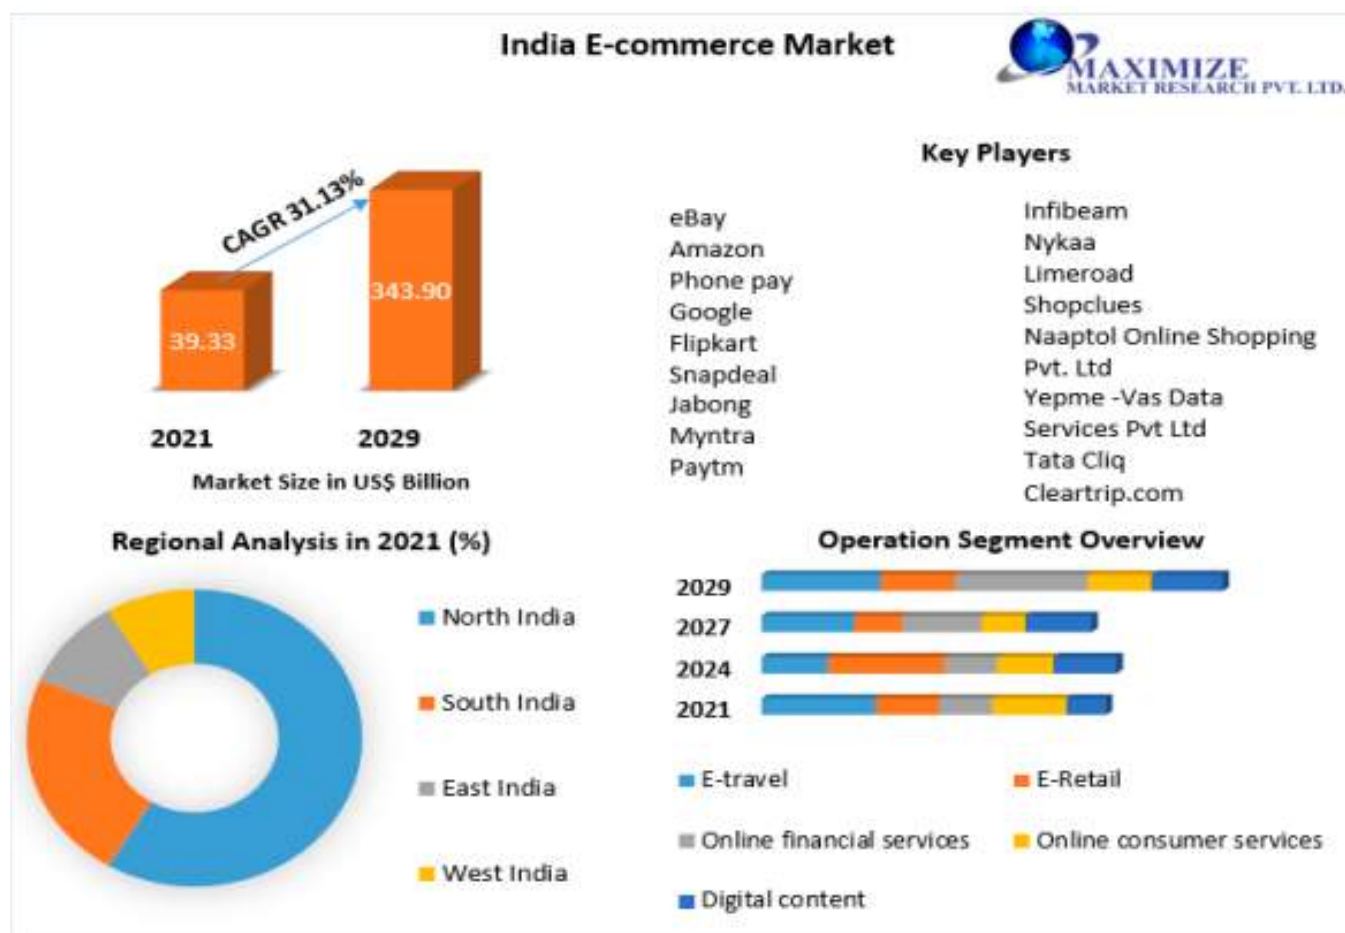 India E-commerce Market
MAXIMIZE
MARKET RESEARCH PVT. LTD.
CAGR 31.13%
39.33
343.90
2021
2029
Market Size in US$ Billion
Key Players
eBay
Amazon
Phone pay
Google
Flipkart
Snapdeal
Jabong
Myntra
Paytm
Infibeam
Nykaa
Limeroad
Shopclues
Naaptol Online Shopping
Pvt. Ltd
Yepme -Vas Data
Services Pvt Ltd
Tata Cliq
Cleartrip.com
Regional Analysis in 2021 (%)
North India
South India
East India
West India
Operation Segment Overview
2029
2027
2024
2021
E-travel
E-Retail
Online financial services
Online consumer services
Digital content